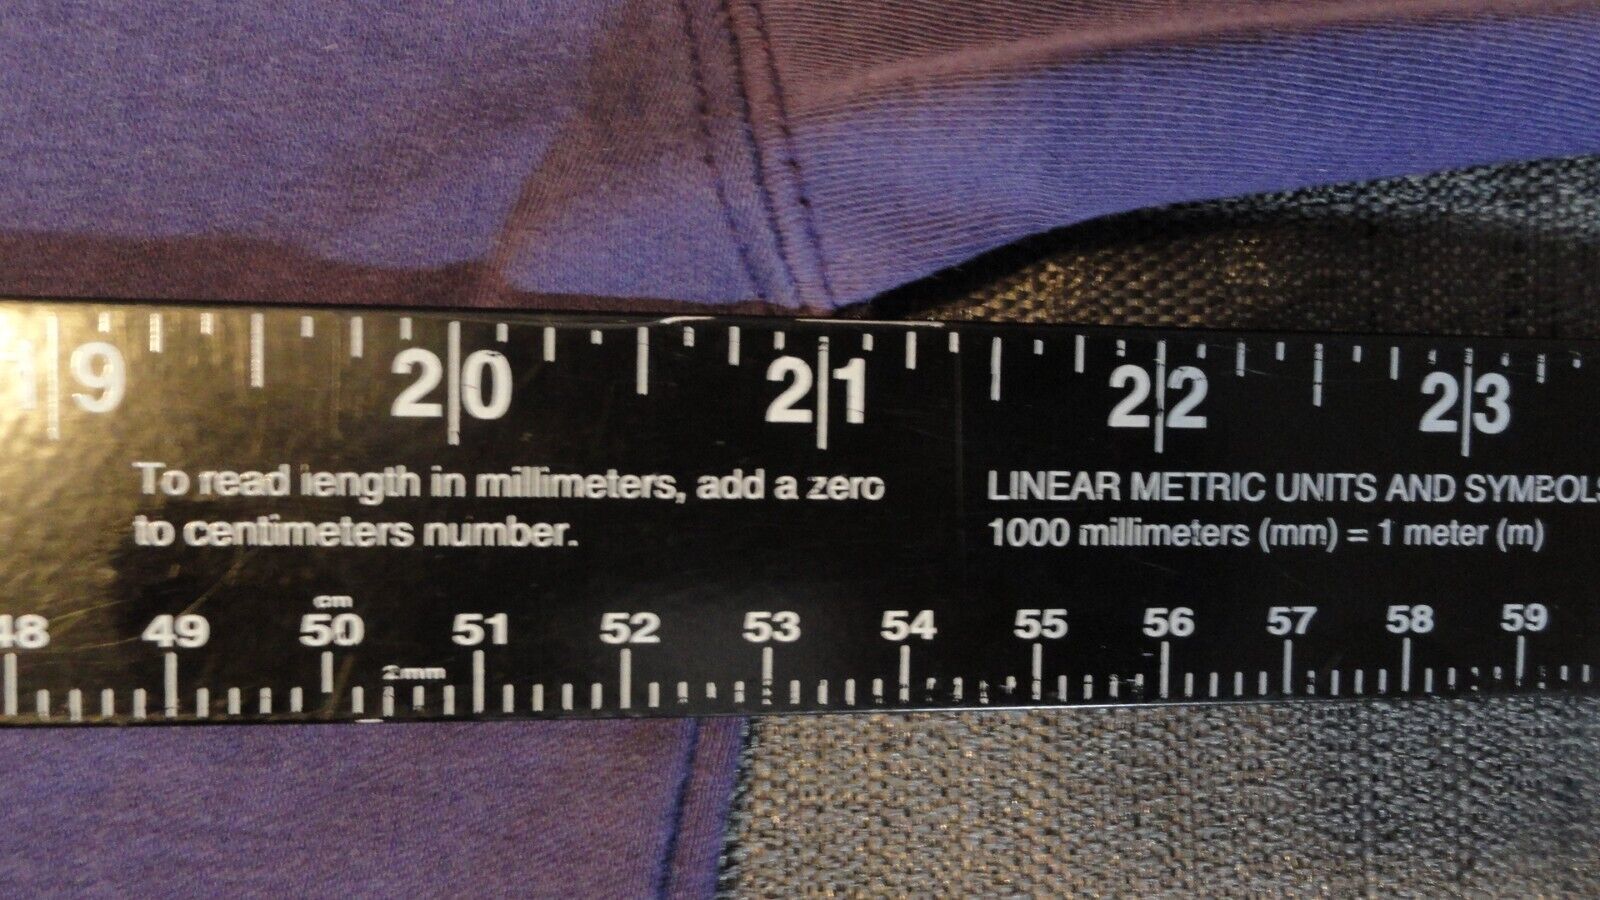 19 20 21 22 23
To read length in millimeters, add a zero
to centimeters number.
LINEAR METRIC UNITS AND SYMBOLS
1000 millimeters (mm) = 1 meter (m)
cm
48 49 50 51 52 53 54 55 56 57 58 59
2mm